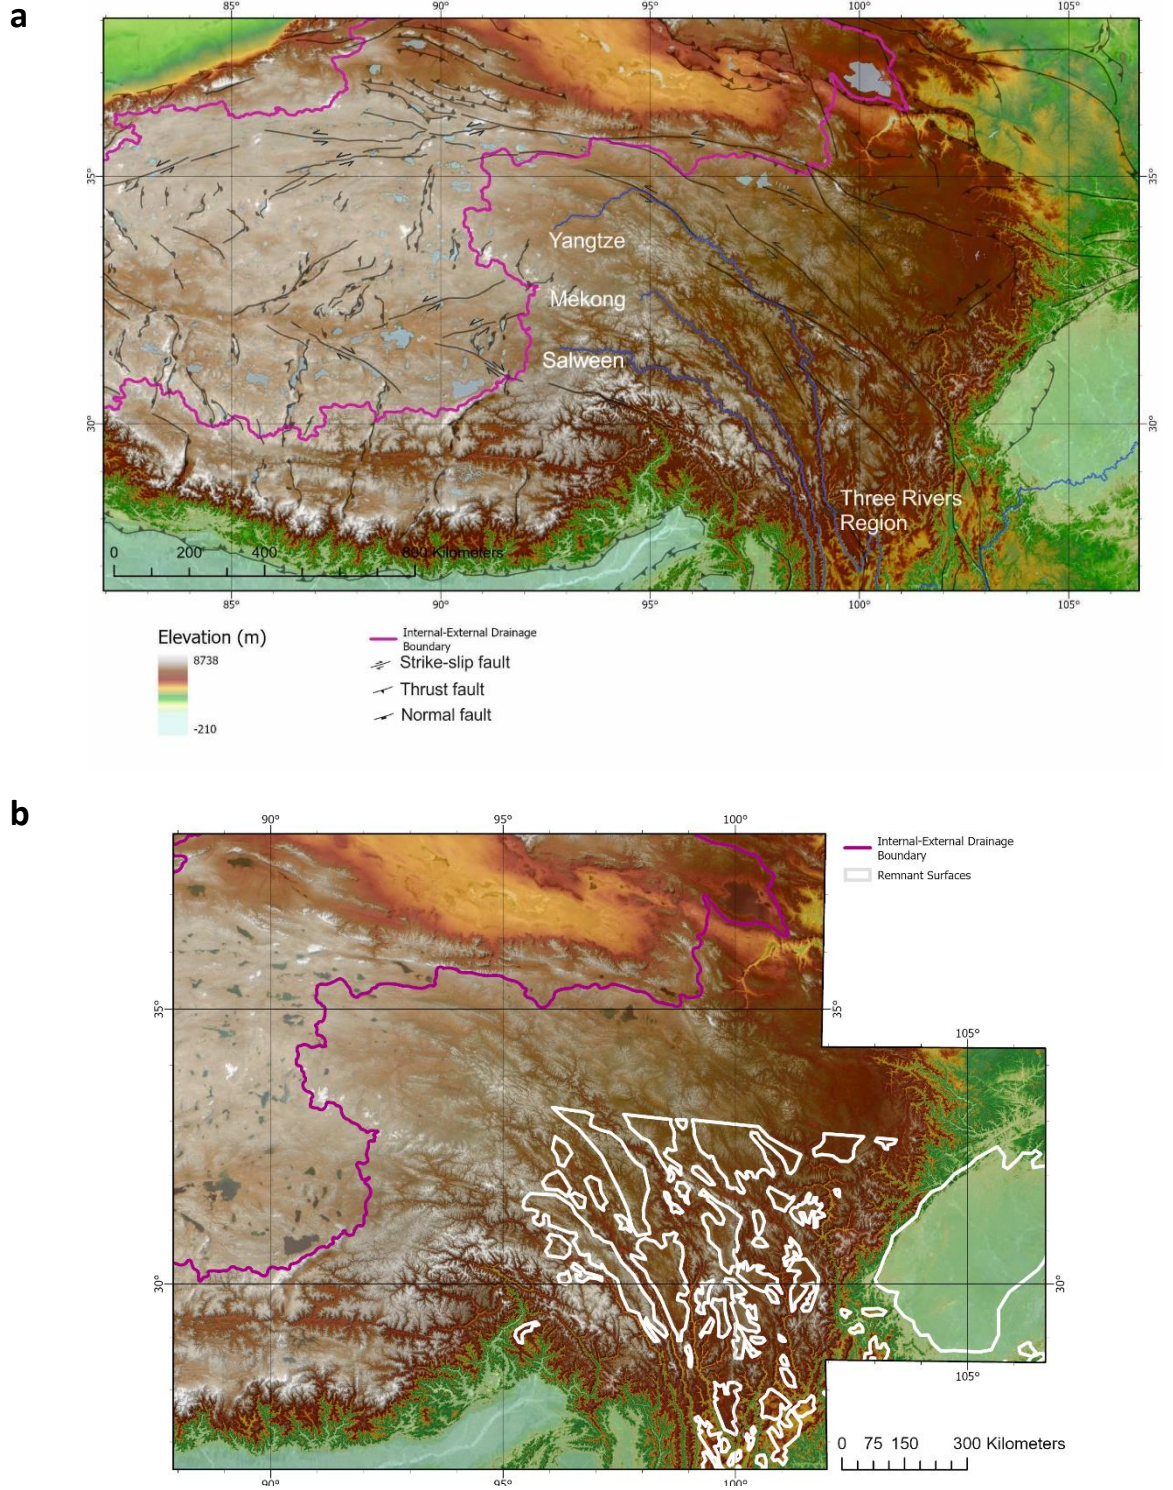 a
85° 90° 95° 100° 105°
35° 35°
Yangtze
Mekong
Salween
30° 30°
Three Rivers
Region
0 200 400 800 Kilometers
85° 90° 95° 100° 105°
Elevation (m)
8738
-210
Internal-External Drainage
Boundary
Strike-slip fault
Thrust fault
Normal fault
b
90° 95° 100°
Internal-External Drainage
Boundary
Remnant Surfaces
35° 35°
105°
30° 30°
105°
0 75 150 300 Kilometers
90° 95° 100°